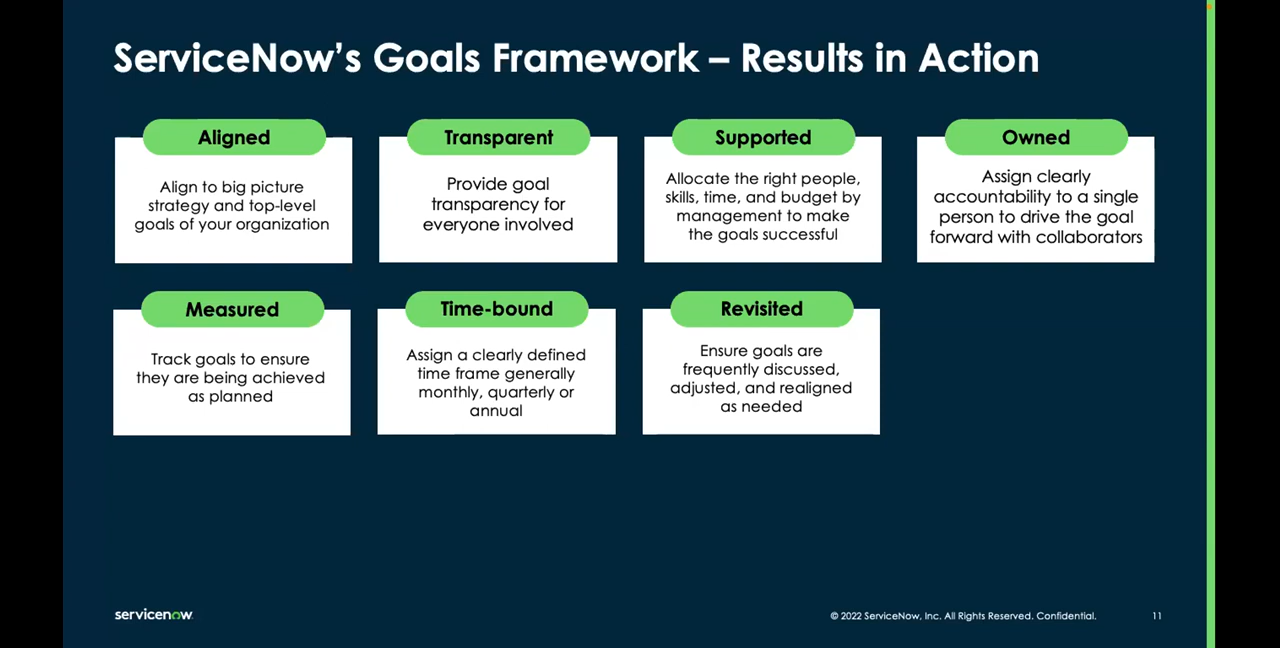 ServiceNow's Goals Framework – Results in Action
Aligned
Align to big picture
strategy and top-level
goals of your organization
Transparent
Provide goal
transparency for
everyone involved
Supported
Allocate the right people,
skills, time, and budget by
management to make
the goals successful
Owned
Assign clearly
accountability to a single
person to drive the goal
forward with collaborators
Measured
Track goals to ensure
they are being achieved
as planned
Time-bound
Assign a clearly defined
time frame generally
monthly, quarterly or
annual
Revisited
Ensure goals are
frequently discussed,
adjusted, and realigned
as needed
servicenow
© 2022 ServiceNow, Inc. All Rights Reserved. Confidential.
11